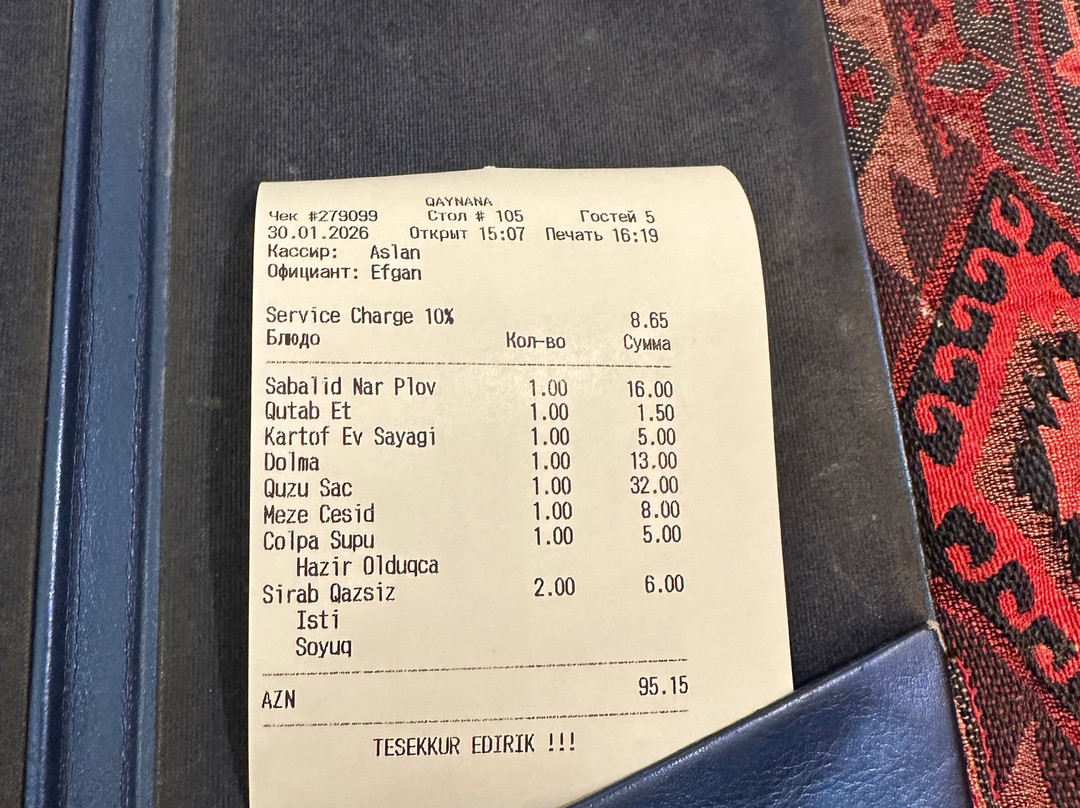 QAYNANA
Чек #279099 Стол # 105 Гостей 5
30.01.2026 Открыт 15:07 Печать 16:19
Кассир: Aslan
Официант: Efgan
Service Charge 10% 8.65
Блюдо Кол-во Сумма
Sabalid Nar Plov 1.00 16.00
Qutab Et 1.00 1.50
Kartof Ev Sayagi 1.00 5.00
Dolma 1.00 13.00
Quzu Sac 1.00 32.00
Meze Cesid 1.00 8.00
Colpa Supu 1.00 5.00
Hazir Olduqca
Sirab Qazsiz 2.00 6.00
Isti
Soyuq
AZN 95.15
TESEKKUR EDIRIK !!!